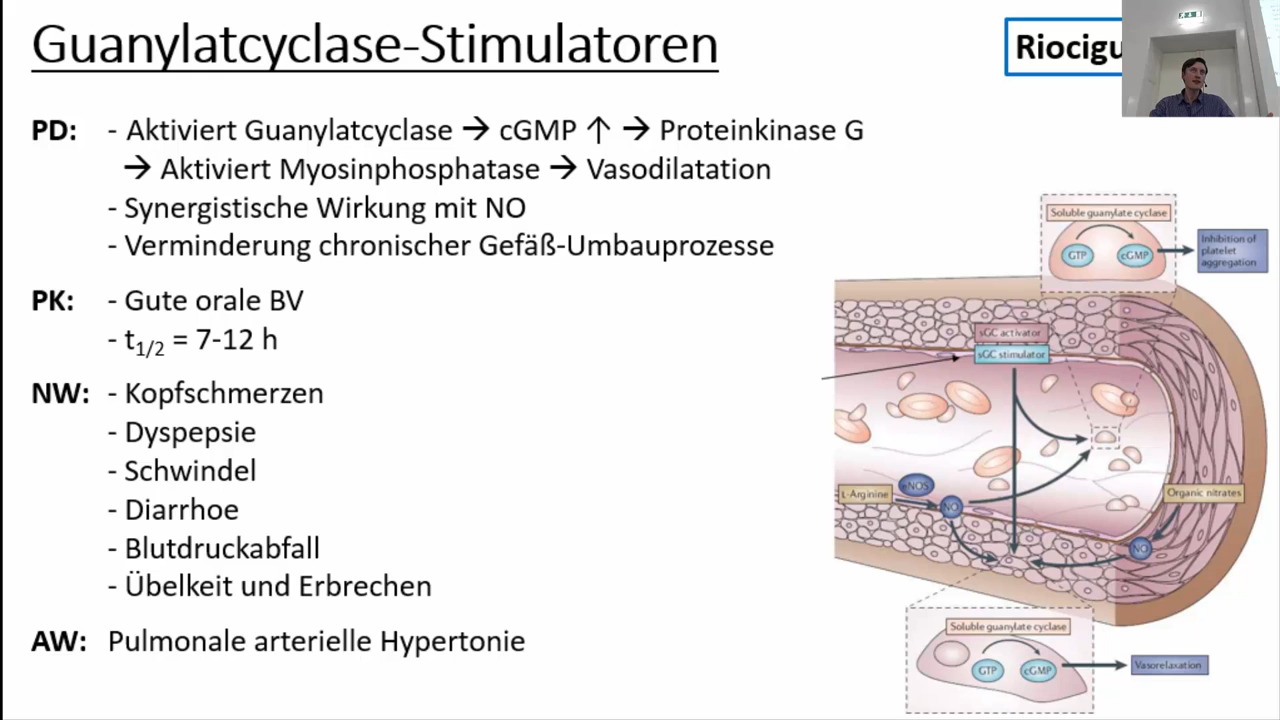 Guanylatcyclase-Stimulatoren
Riocigu
PD: - Aktiviert Guanylatcyclase → cGMP ↑ → Proteinkinase G
→ Aktiviert Myosinphosphatase → Vasodilatation
- Synergistische Wirkung mit NO
- Verminderung chronischer Gefäß-Umbauprozesse
PK: - Gute orale BV
- t1/2 = 7-12 h
NW: - Kopfschmerzen
- Dyspepsie
- Schwindel
- Diarrhoe
- Blutdruckabfall
- Übelkeit und Erbrechen
AW: Pulmonale arterielle Hypertonie
Soluble guanylate cyclase
GTP
cGMP
Inhibition of
platelet
aggregation
sGC activator
sGC stimulator
L-Arginine
eNOS
NO
Organic nitrates
NO
Soluble guanylate cyclase
GTP
cGMP
Vasorelaxation